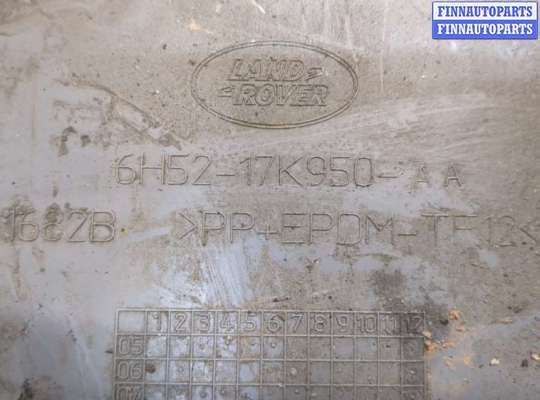 FINNAUTOPARTS
FINNAUTOPARTS
LAND
ROVER
6H52-17K950-AA
1682B >PP+EPDM-TF12<
1 2 3 4 5 6 7 8 9 10 11 12
05
06
07